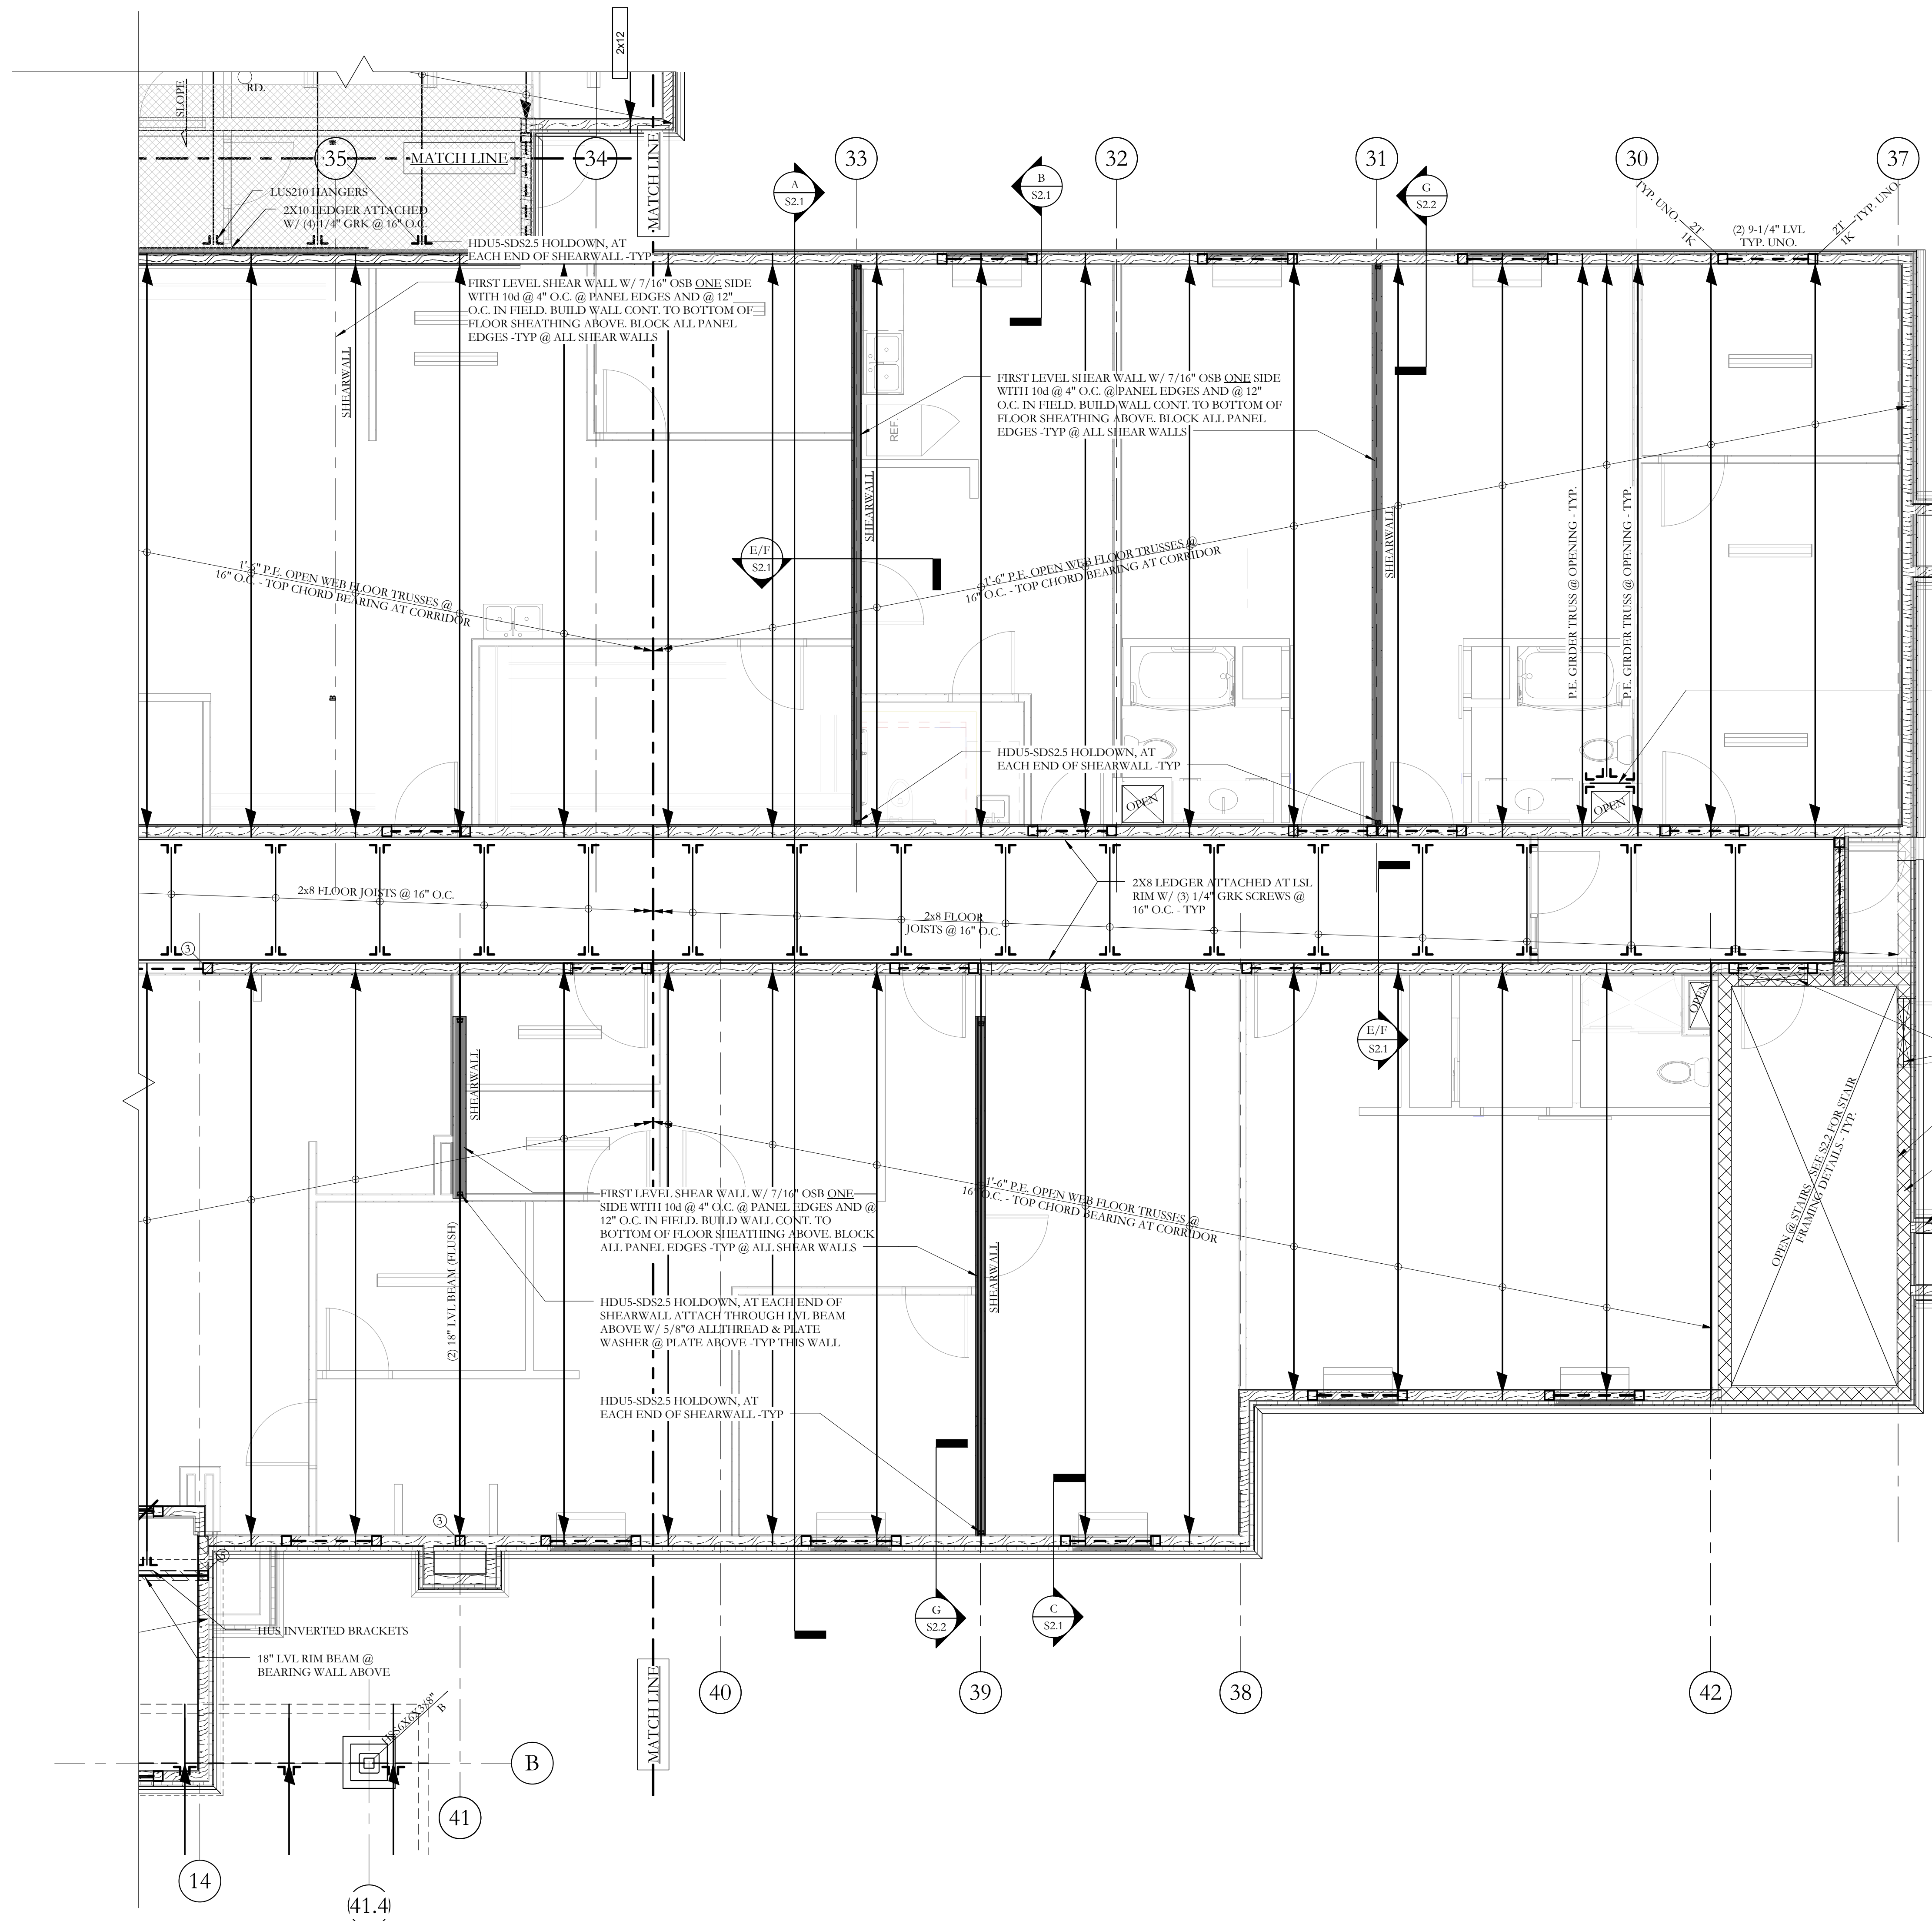 2x12
SLOPE
RD.
35
MATCH LINE
34
MATCH LINE
33
32
31
30
37
A
S2.1
B
S2.1
G
S2.2
TYP. UNO.
2T
1K
(2) 9-1/4" LVL
TYP. UNO.
2T
1K
TYP. UNO.
LUS210 HANGERS
2X10 LEDGER ATTACHED
W/ (4) 1/4" GRK @ 16" O.C.
HDU5-SDS2.5 HOLDOWN, AT
EACH END OF SHEARWALL -TYP
FIRST LEVEL SHEAR WALL W/ 7/16" OSB ONE SIDE
WITH 10d @ 4" O.C. @ PANEL EDGES AND @ 12"
O.C. IN FIELD. BUILD WALL CONT. TO BOTTOM OF
FLOOR SHEATHING ABOVE. BLOCK ALL PANEL
EDGES -TYP @ ALL SHEAR WALLS
SHEARWALL
FIRST LEVEL SHEAR WALL W/ 7/16" OSB ONE SIDE
WITH 10d @ 4" O.C. @ PANEL EDGES AND @ 12"
O.C. IN FIELD. BUILD WALL CONT. TO BOTTOM OF
FLOOR SHEATHING ABOVE. BLOCK ALL PANEL
EDGES -TYP @ ALL SHEAR WALLS
REF.
SHEARWALL
SHEARWALL
E/F
S2.1
1'-6" P.E. OPEN WEB FLOOR TRUSSES @
16" O.C. - TOP CHORD BEARING AT CORRIDOR
1'-6" P.E. OPEN WEB FLOOR TRUSSES @
16" O.C. - TOP CHORD BEARING AT CORRIDOR
P.E. GIRDER TRUSS @ OPENING - TYP.
P.E. GIRDER TRUSS @ OPENING - TYP.
HDU5-SDS2.5 HOLDOWN, AT
EACH END OF SHEARWALL -TYP
OPEN
OPEN
2x8 FLOOR JOISTS @ 16" O.C.
2x8 FLOOR
JOISTS @ 16" O.C.
2X8 LEDGER ATTACHED AT LSL
RIM W/ (3) 1/4" GRK SCREWS @
16" O.C. - TYP
3
OPEN
E/F
S2.1
SHEARWALL
OPEN @ STAIRS - SEE S2.2 FOR STAIR
FRAMING DETAILS - TYP.
FIRST LEVEL SHEAR WALL W/ 7/16" OSB ONE
SIDE WITH 10d @ 4" O.C. @ PANEL EDGES AND @
12" O.C. IN FIELD. BUILD WALL CONT. TO
BOTTOM OF FLOOR SHEATHING ABOVE. BLOCK
ALL PANEL EDGES -TYP @ ALL SHEAR WALLS
1'-6" P.E. OPEN WEB FLOOR TRUSSES @
16" O.C. - TOP CHORD BEARING AT CORRIDOR
SHEARWALL
(2) 18" LVL BEAM (FLUSH)
HDU5-SDS2.5 HOLDOWN, AT EACH END OF
SHEARWALL ATTACH THROUGH LVL BEAM
ABOVE W/ 5/8"Ø ALLTHREAD & PLATE
WASHER @ PLATE ABOVE -TYP THIS WALL
HDU5-SDS2.5 HOLDOWN, AT
EACH END OF SHEARWALL -TYP
3
G
S2.2
C
S2.1
HUS INVERTED BRACKETS
18" LVL RIM BEAM @
BEARING WALL ABOVE
MATCH LINE
40
39
38
42
HSS6X6X3/8"
B
B
41
14
(41.4)